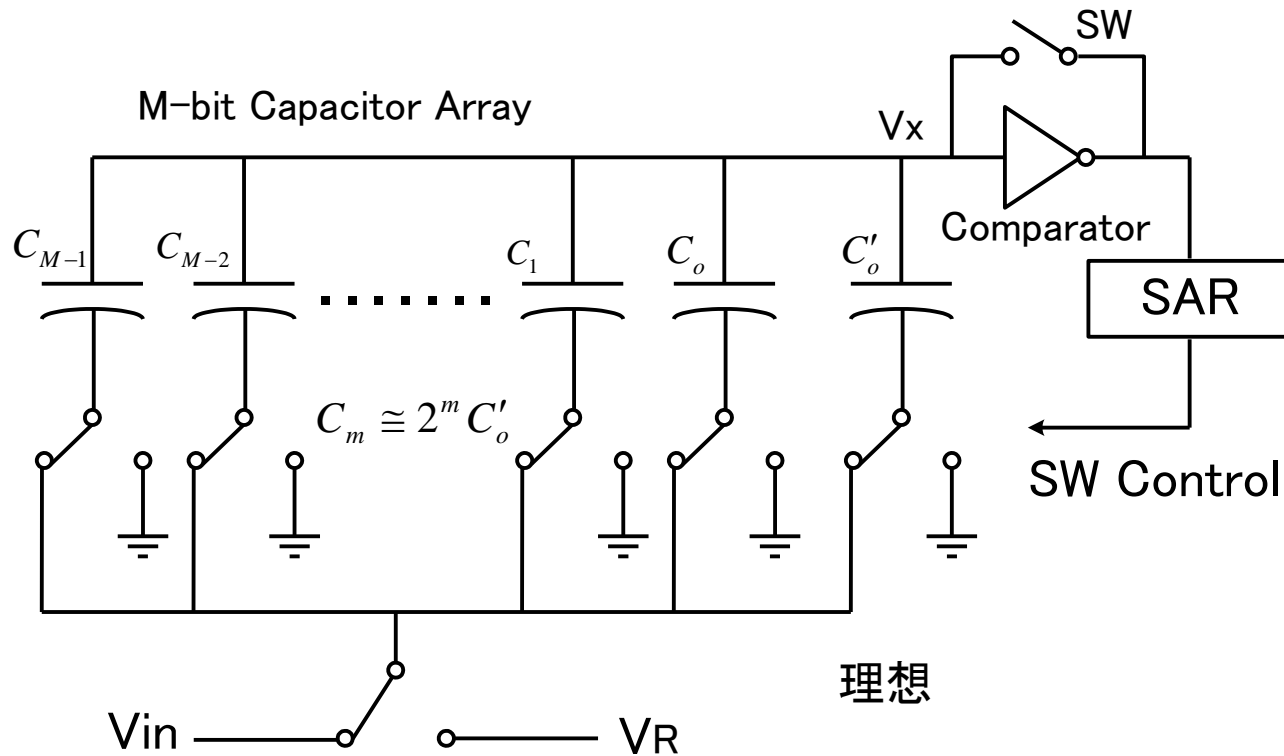 SW
M-bit Capacitor Array
Vx
Comparator
C_{M-1}
C_{M-2}
C_1
C_o
C'_o
SAR
C_m ≅ 2^m C'_o
SW Control
理想
Vin
VR